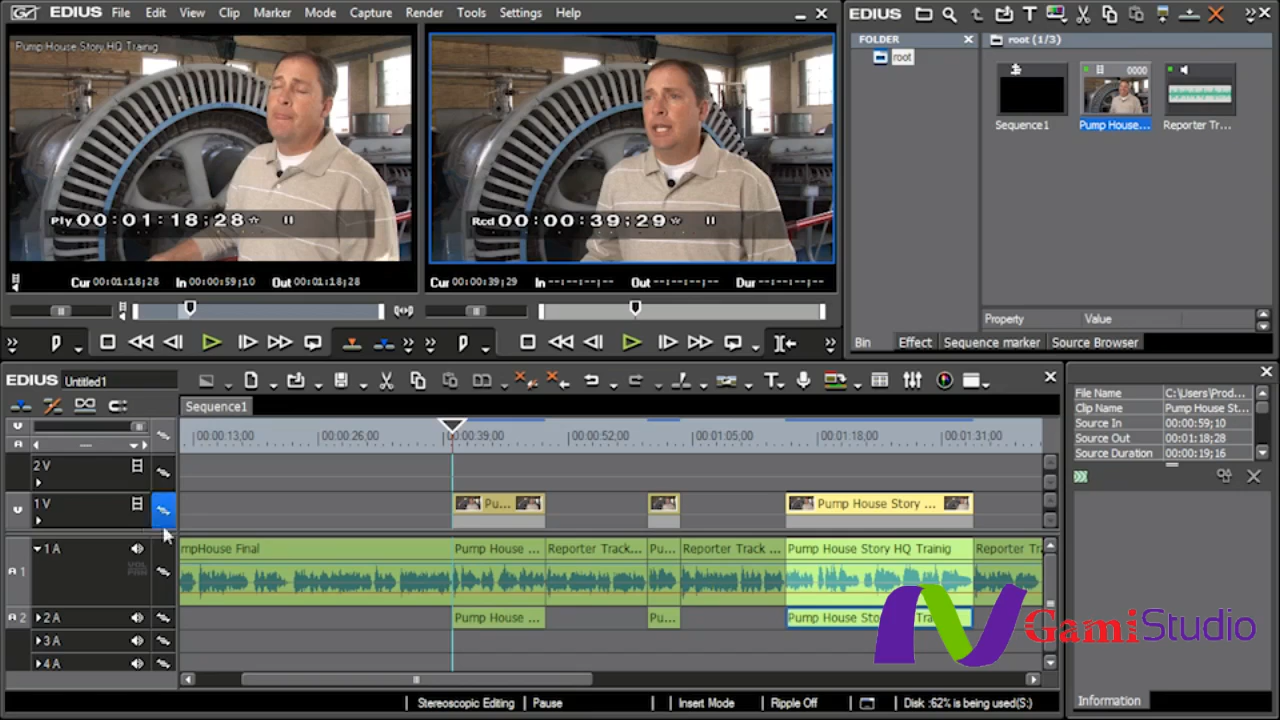 EDIUS File Edit View Clip Marker Mode Capture Render Tools Settings Help
EDIUS
Pump House Story HQ Trainig
FOLDER
root
root (1/3)
0000
Sequence1
Pump House...
Reporter Tr...
Ply 00:01:18;28
Rcd 00:00:39;29
Cur 00:01:18;28 In 00:00:59;10 Out 00:01:18;28
Cur 00:00:39;29 In --:--:--;-- Out --:--:--;-- Dur --:--:--;--
Property Value
Bin Effect Sequence marker Source Browser
EDIUS Untitled1
Sequence1
00:00:13;00 00:00:26;00 00:00:39;00 00:00:52;00 00:01:05;00 00:01:18;00 00:01:31;00
File Name C:\Users\Prod...
Clip Name Pump House St...
Source In 00:00:59;10
Source Out 00:01:18;28
Source Duration 00:00:19;16
2 V
1 V
Pu...
Pump House Story ...
1 A
mpHouse Final
Pump House ...
Reporter Track...
Pu...
Reporter Track ...
Pump House Story HQ Trainig
Reporter Tr
VOL
PAN
A 1
A 2
2 A
Pump House ...
Pu...
3 A
4 A
GamiStudio
Stereoscopic Editing Pause Insert Mode Ripple Off Disk :62% is being used(S:)
Information